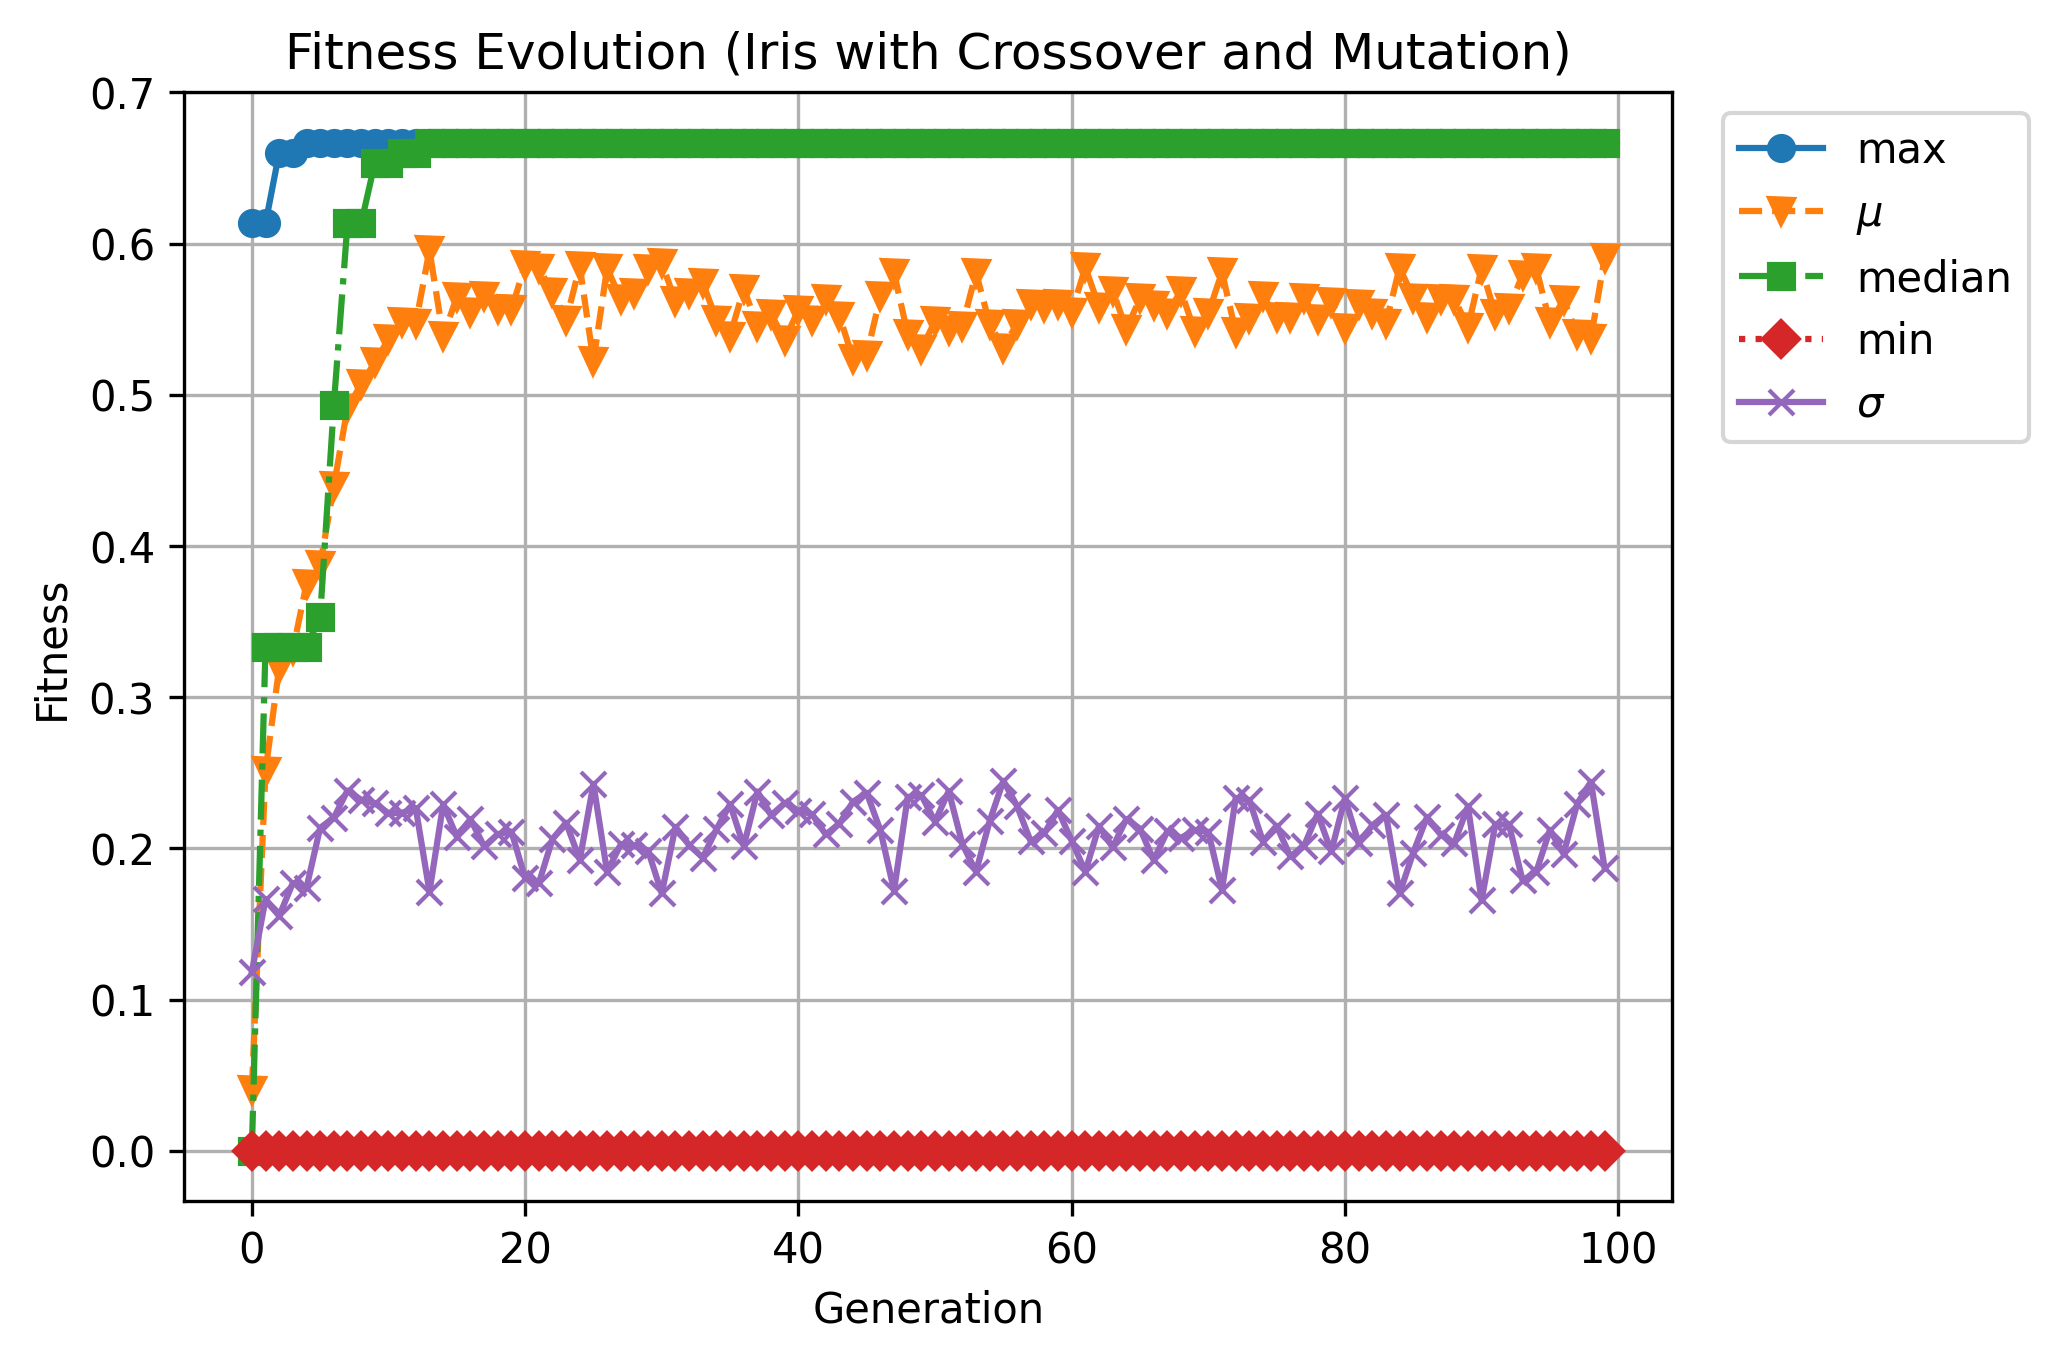 Fitness Evolution (Iris with Crossover and Mutation)
0.7
0.6
0.5
0.4
0.3
0.2
0.1
0.0
Fitness
0 20 40 60 80 100
Generation
max
μ
median
min
σ